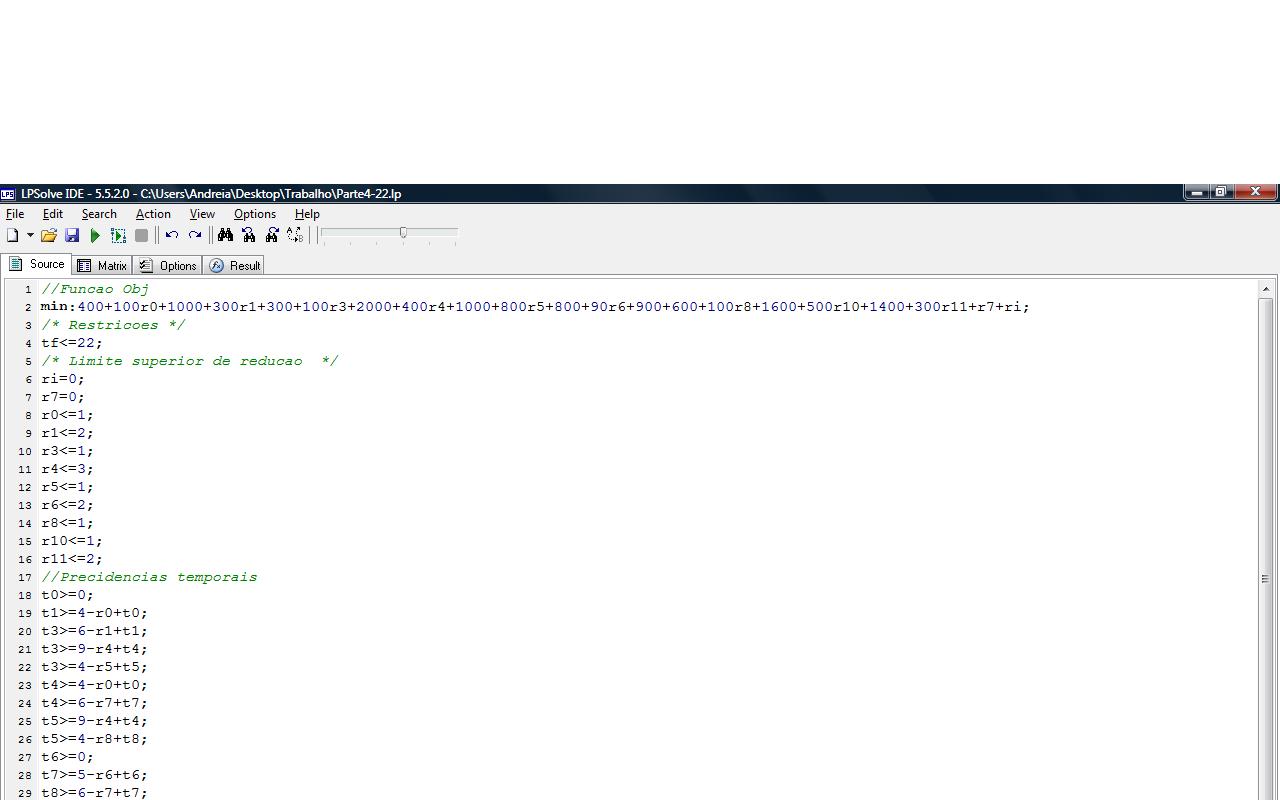 LPS LPSolve IDE - 5.5.2.0 - C:\Users\Andreia\Desktop\Trabalho\Parte4-22.lp
File Edit Search Action View Options Help
Source Matrix Options Result
1 //Funcao Obj
2 min:400+100r0+1000+300r1+300+100r3+2000+400r4+1000+800r5+800+90r6+900+600+100r8+1600+500r10+1400+300r11+r7+ri;
3 /* Restricoes */
4 tf<=22;
5 /* Limite superior de reducao  */
6 ri=0;
7 r7=0;
8 r0<=1;
9 r1<=2;
10 r3<=1;
11 r4<=3;
12 r5<=1;
13 r6<=2;
14 r8<=1;
15 r10<=1;
16 r11<=2;
17 //Precidencias temporais
18 t0>=0;
19 t1>=4-r0+t0;
20 t3>=6-r1+t1;
21 t3>=9-r4+t4;
22 t3>=4-r5+t5;
23 t4>=4-r0+t0;
24 t4>=6-r7+t7;
25 t5>=9-r4+t4;
26 t5>=4-r8+t8;
27 t6>=0;
28 t7>=5-r6+t6;
29 t8>=6-r7+t7;